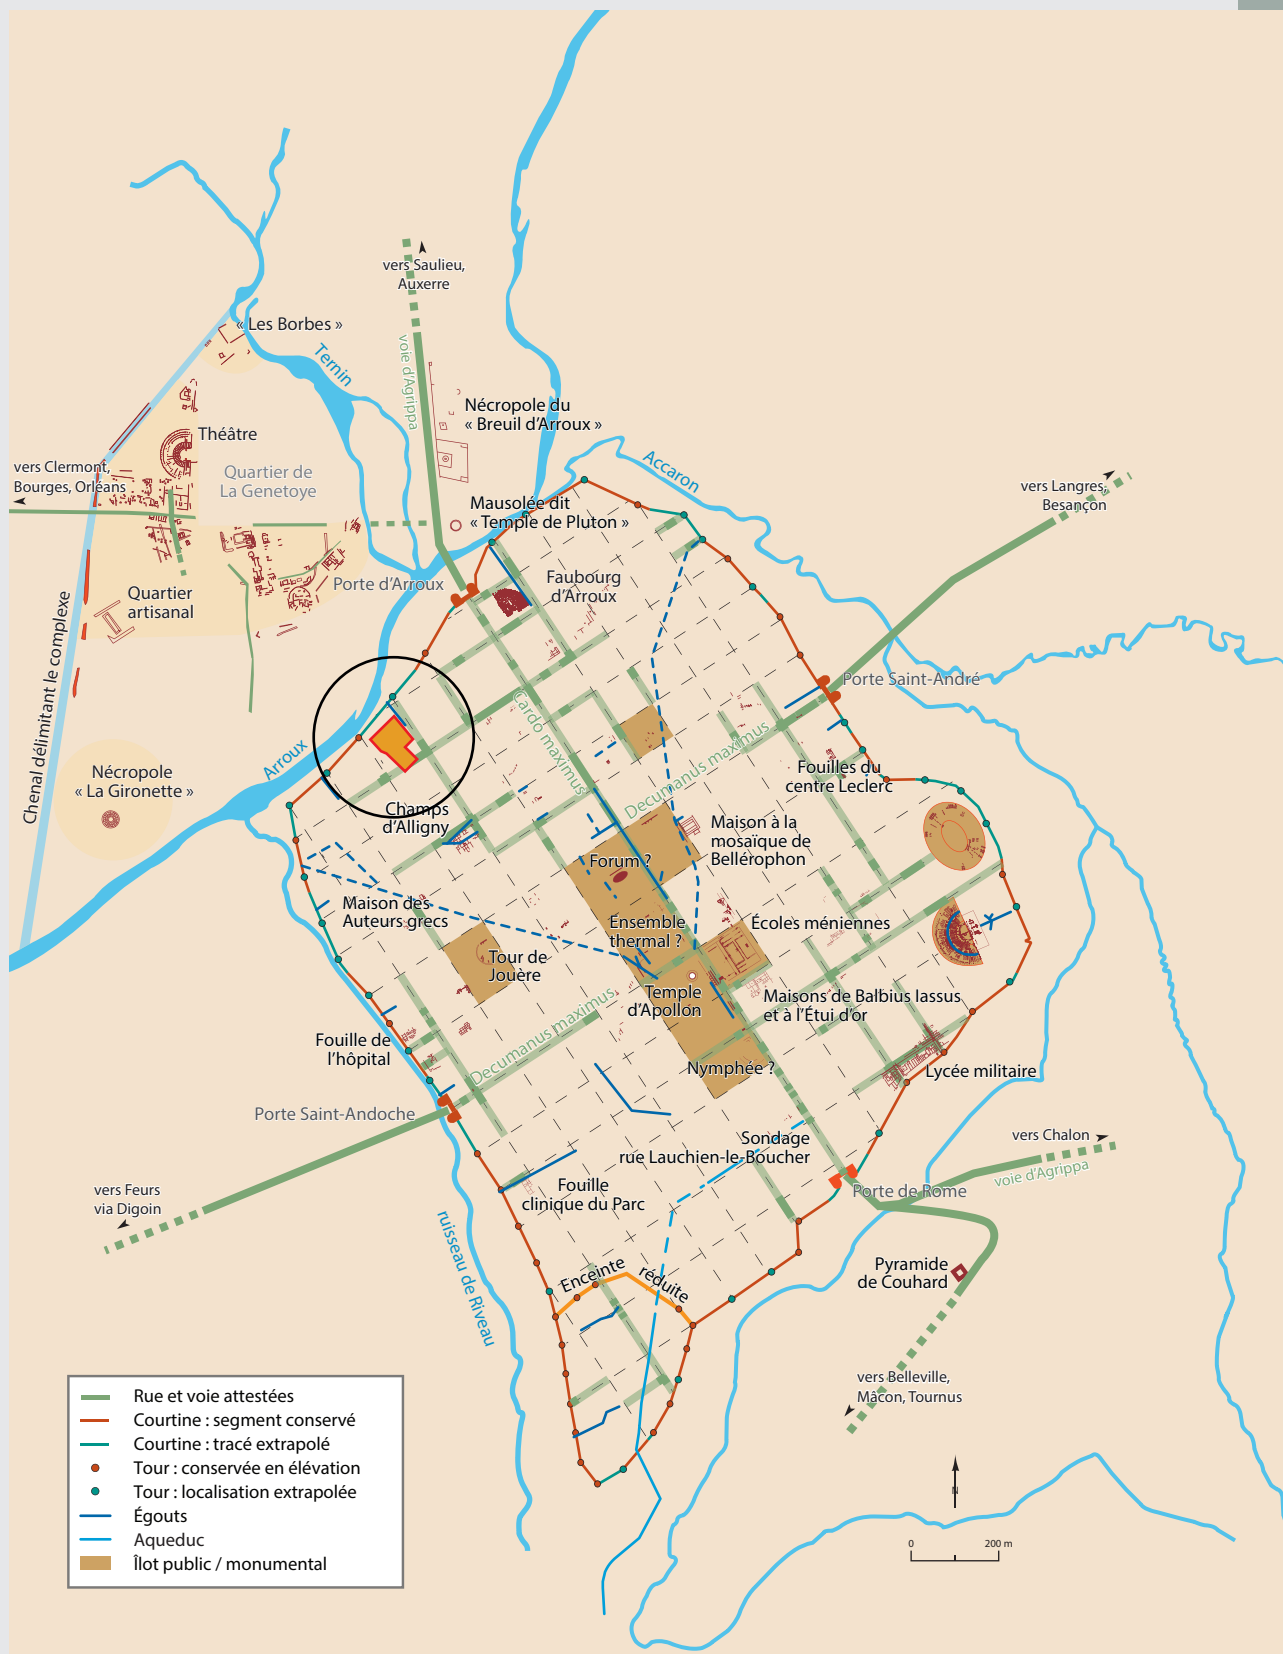 vers Saulieu,
Auxerre
voie d'Agrippa
« Les Borbes »
Ternin
Nécropole du
« Breuil d'Arroux »
Théâtre
Accaron
vers Clermont,
Bourges, Orléans
Quartier de
La Genetoye
vers Langres,
Besançon
Mausolée dit
« Temple de Pluton »
Porte d'Arroux
Faubourg
d'Arroux
Quartier
artisanal
Chenal délimitant le complexe
Porte Saint-André
Cardo maximus
Arroux
Nécropole
« La Gironette »
Decumanus maximus
Fouilles du
centre Leclerc
Champs
d'Alligny
Maison à la
mosaïque de
Bellérophon
Forum ?
Maison des
Auteurs grecs
Ensemble
thermal ?
Écoles méniennes
Tour de
Jouère
Temple
d'Apollon
Maisons de Balbius Iassus
et à l'Étui d'or
Decumanus maximus
Fouille de
l'hôpital
Nymphée ?
Lycée militaire
Porte Saint-Andoche
Sondage
rue Lauchien-le-Boucher
vers Chalon
voie d'Agrippa
vers Feurs
via Digoin
Fouille
clinique du Parc
Porte de Rome
ruisseau de Riveau
Enceinte réduite
Pyramide
de Couhard
vers Belleville,
Mâcon, Tournus
Rue et voie attestées
Courtine : segment conservé
Courtine : tracé extrapolé
Tour : conservée en élévation
Tour : localisation extrapolée
Égouts
Aqueduc
Îlot public / monumental
N
0 200 m